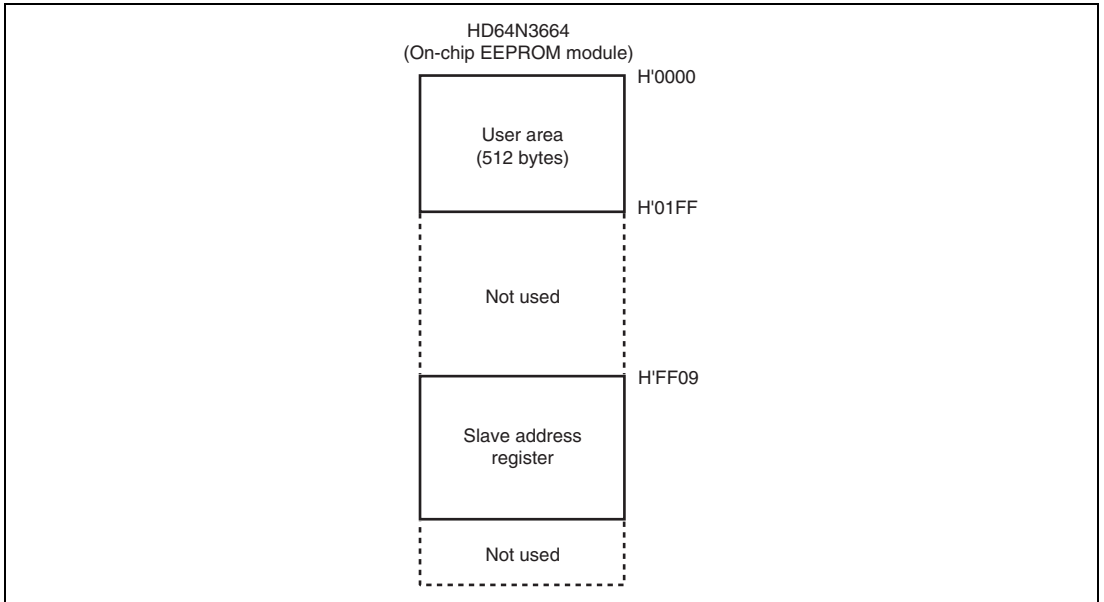 HD64N3664
(On-chip EEPROM module)
H'0000
User area
(512 bytes)
H'01FF
Not used
H'FF09
Slave address
register
Not used